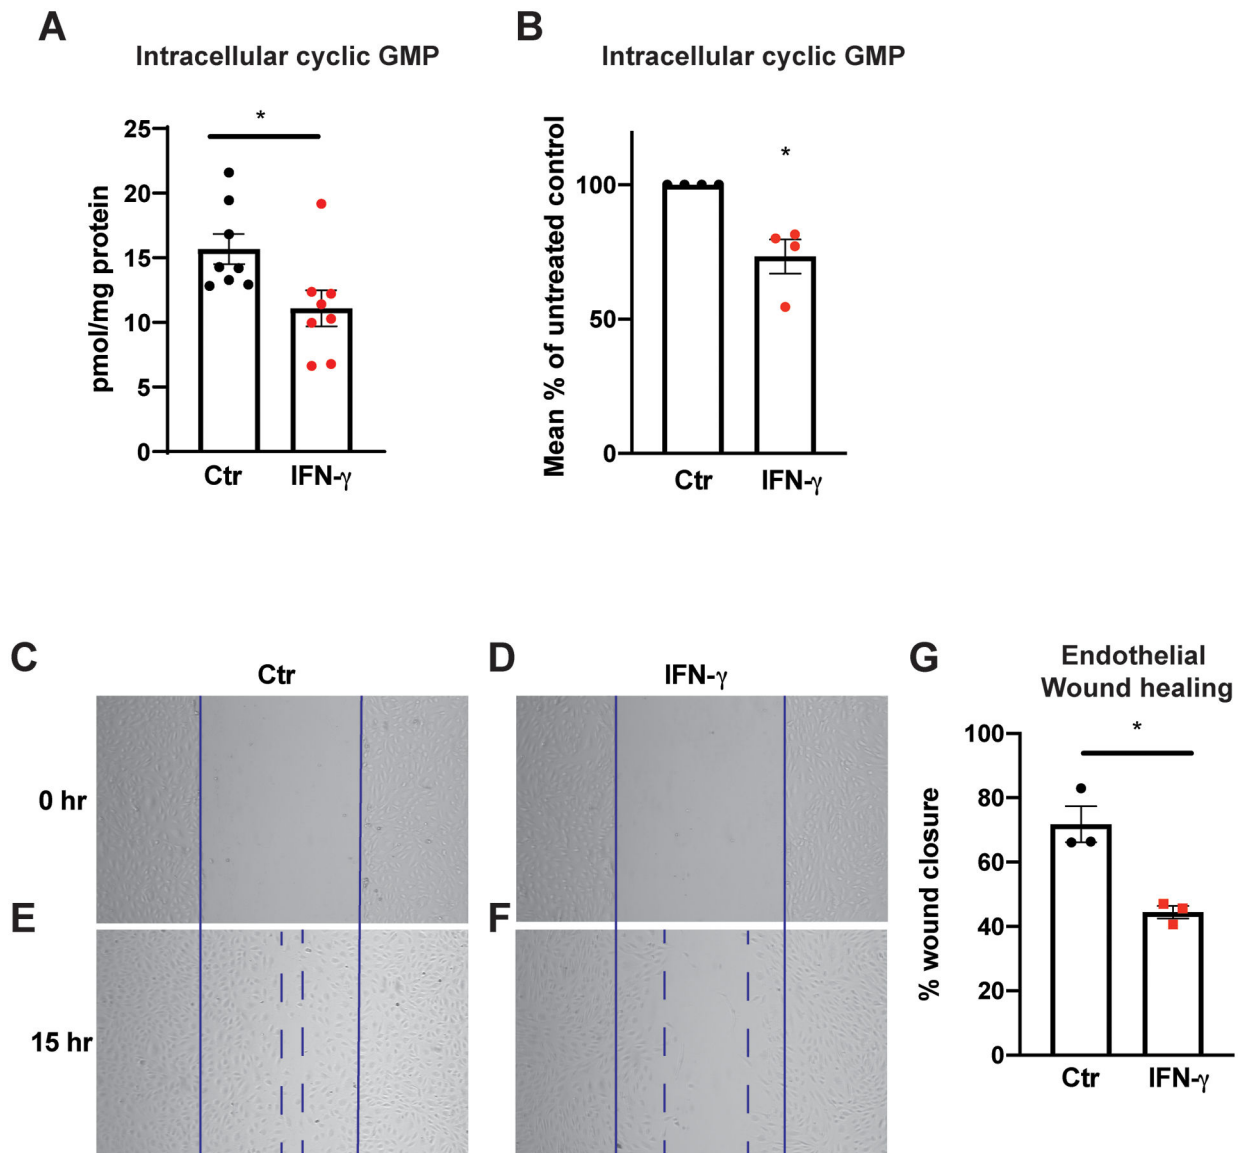 A
Intracellular cyclic GMP
*
25
20
15
10
5
0
pmol/mg protein
Ctr
IFN-γ
B
Intracellular cyclic GMP
*
100
50
0
Mean % of untreated control
Ctr
IFN-γ
C
Ctr
D
IFN-γ
0 hr
E
F
15 hr
G
Endothelial
Wound healing
*
100
80
60
40
20
0
% wound closure
Ctr
IFN-γ